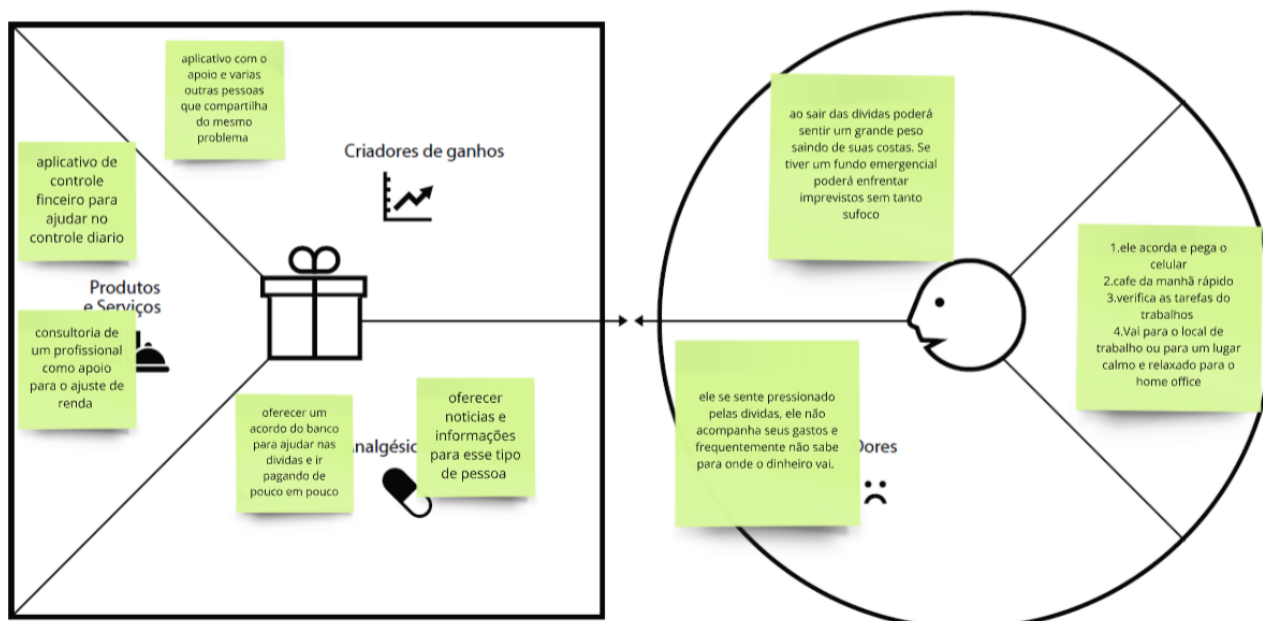 aplicativo com o
apoio e varias
outras pessoas
que compartilha
do mesmo
problema
Criadores de ganhos
aplicativo de
controle
finceiro para
ajudar no
controle diario
Produtos
e Serviços
consultoria de
um profissional
como apoio
para o ajuste de
renda
oferecer um
acordo do banco
para ajudar nas
dividas e ir
pagando de
pouco em pouco
oferecer
noticias e
informações
para esse tipo
de pessoa
ao sair das dividas poderá
sentir um grande peso
saindo de suas costas. Se
tiver um fundo emergencial
poderá enfrentar
imprevistos sem tanto
sufoco
1.ele acorda e pega o
celular
2.cafe da manhã rápido
3.verifica as tarefas do
trabalhos
4.Vai para o local de
trabalho ou para um lugar
calmo e relaxado para o
home office
ele se sente pressionado
pelas dividas, ele não
acompanha seus gastos e
frequentemente não sabe
para onde o dinheiro vai.